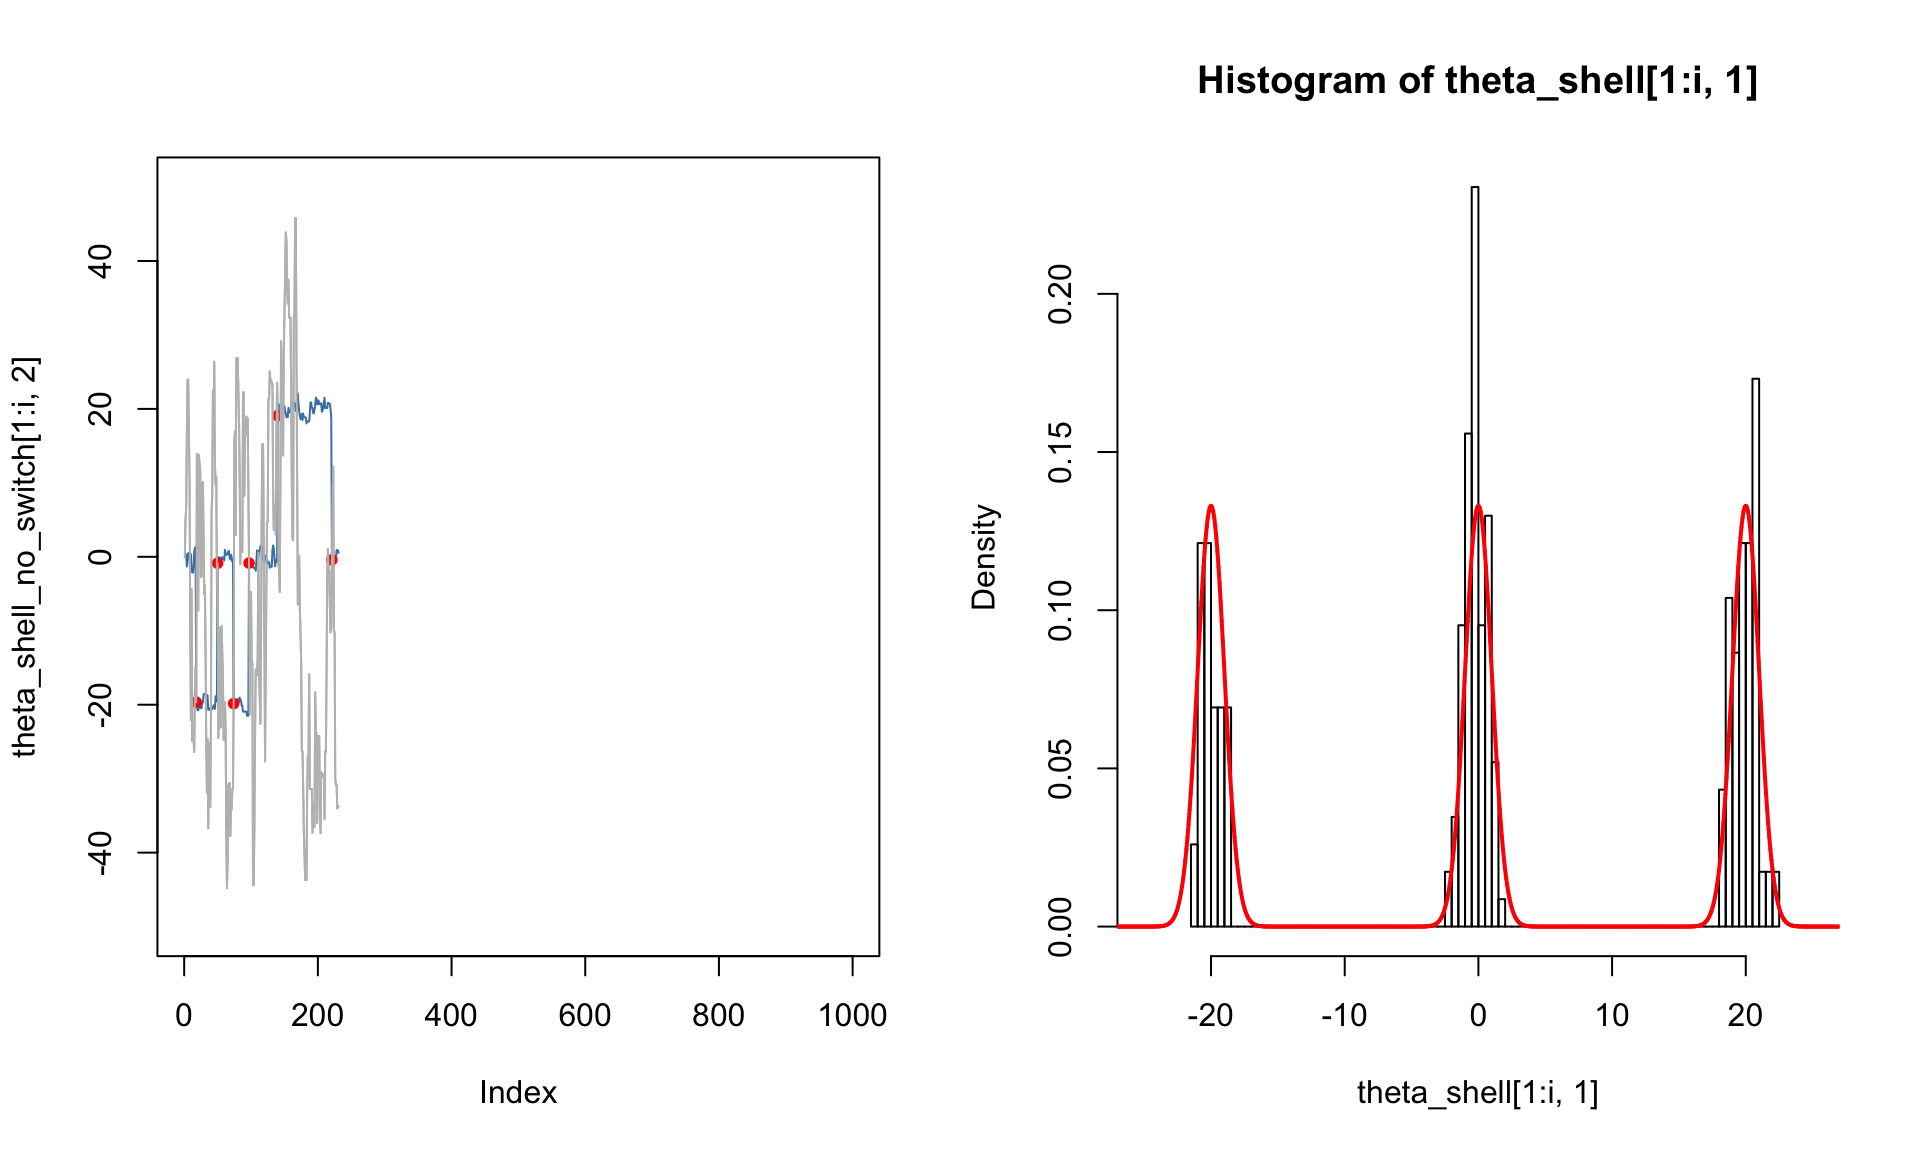 theta_shell_no_switch[1:i, 2]
40
20
0
-20
-40
0 200 400 600 800 1000
Index
Histogram of theta_shell[1:i, 1]
Density
0.20
0.15
0.10
0.05
0.00
-20 -10 0 10 20
theta_shell[1:i, 1]